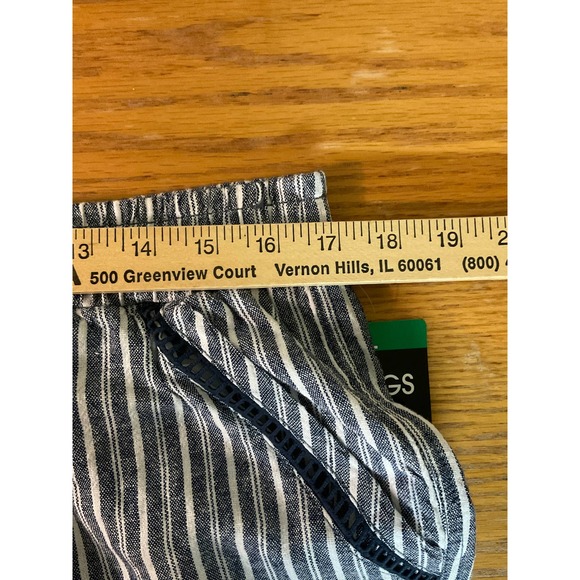 13 14 15 16 17 18 19
500 Greenview Court Vernon Hills, IL 60061 (800)
GS